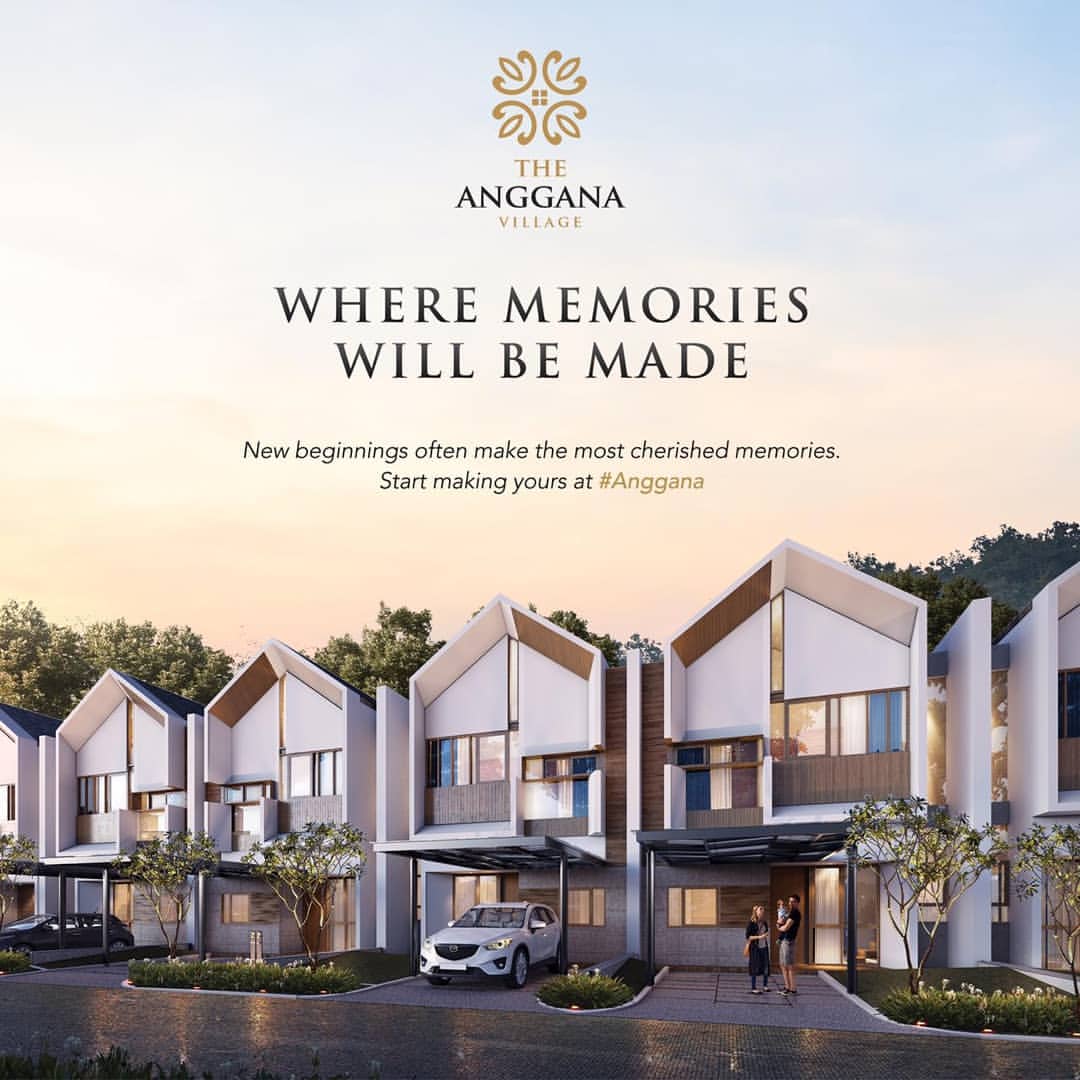 THE
ANGGANA
VILLAGE
WHERE MEMORIES
WILL BE MADE
New beginnings often make the most cherished memories.
Start making yours at #Anggana